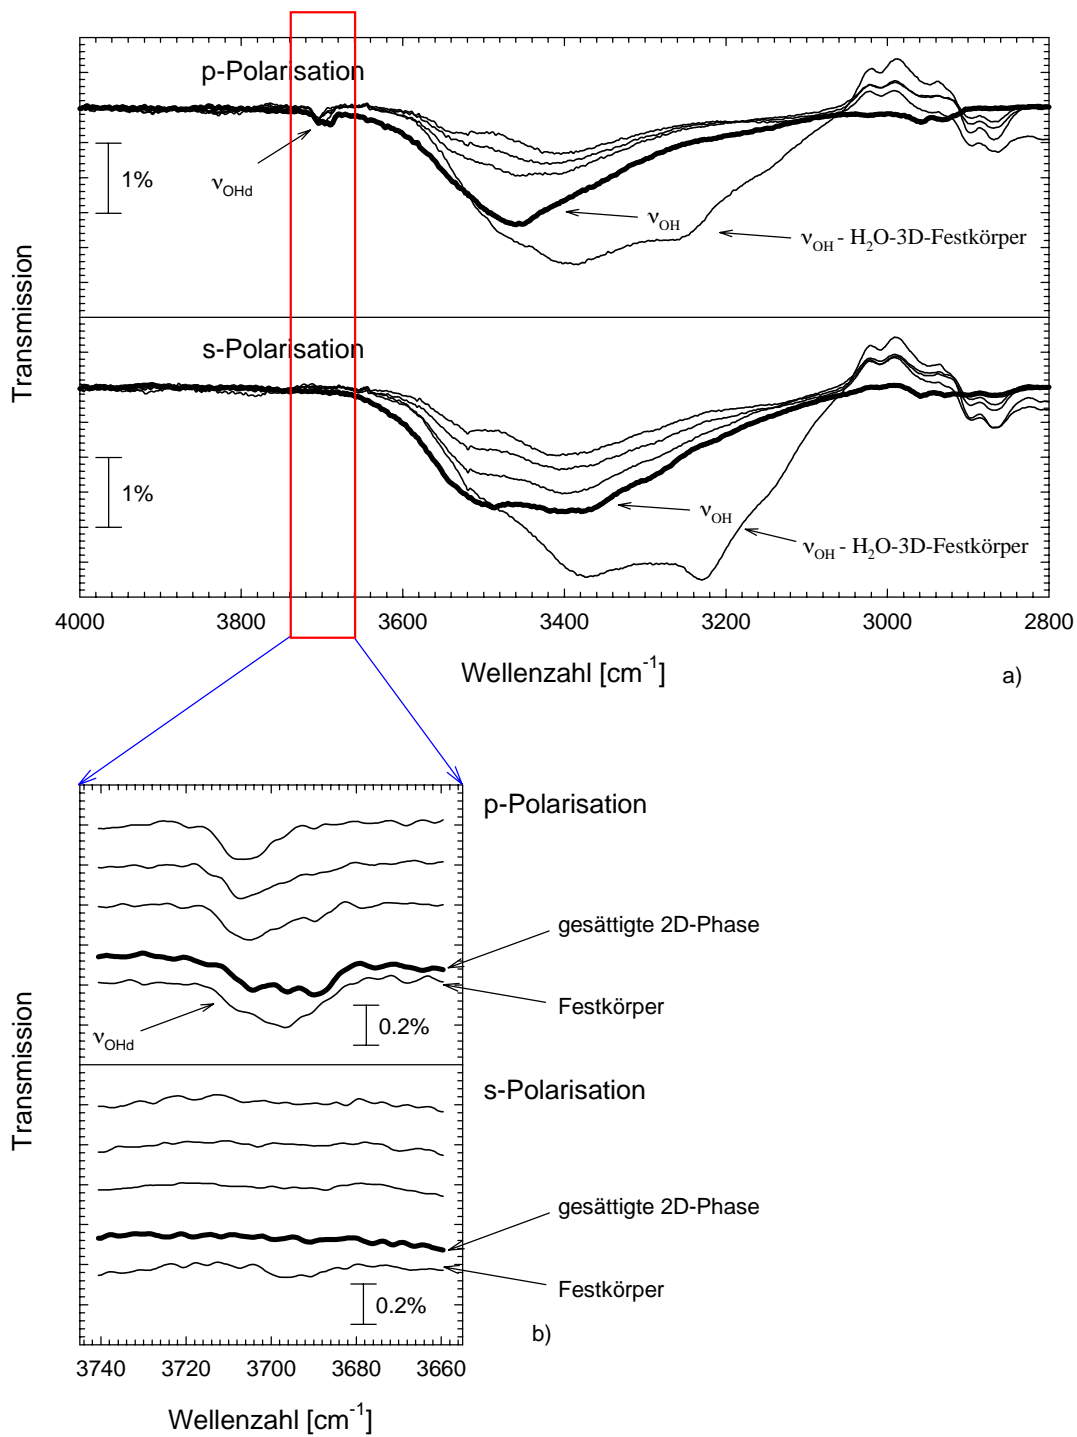 p-Polarisation
1%
νOHd
νOH
νOH - H2O-3D-Festkörper
Transmission
s-Polarisation
1%
νOH
νOH - H2O-3D-Festkörper
4000 3800 3600 3400 3200 3000 2800
Wellenzahl [cm-1]
a)
p-Polarisation
gesättigte 2D-Phase
Festkörper
0.2%
νOHd
Transmission
s-Polarisation
gesättigte 2D-Phase
Festkörper
0.2%
b)
3740 3720 3700 3680 3660
Wellenzahl [cm-1]